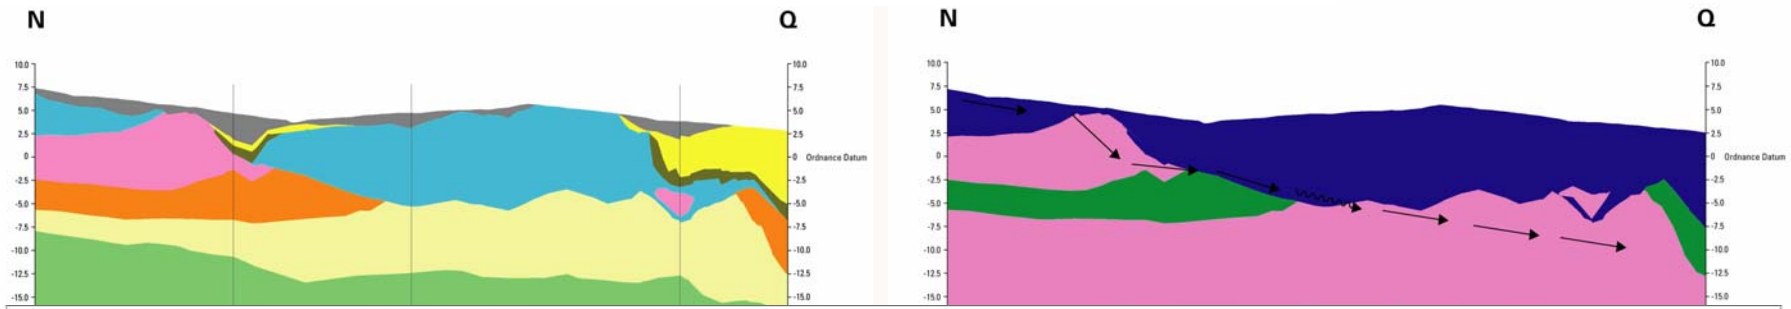 N Q N Q
10.0 10.0 10.0 10.0
7.5 7.5 7.5 7.5
5.0 5.0 5.0 5.0
2.5 2.5 2.5 2.5
0 0 Ordnance Datum 0 0 Ordnance Datum
-2.5 -2.5 -2.5 -2.5
-5.0 -5.0 -5.0 -5.0
-7.5 -7.5 -7.5 -7.5
-10.0 -10.0 -10.0 -10.0
-12.5 -12.5 -12.5 -12.5
-15.0 -15.0 -15.0 -15.0